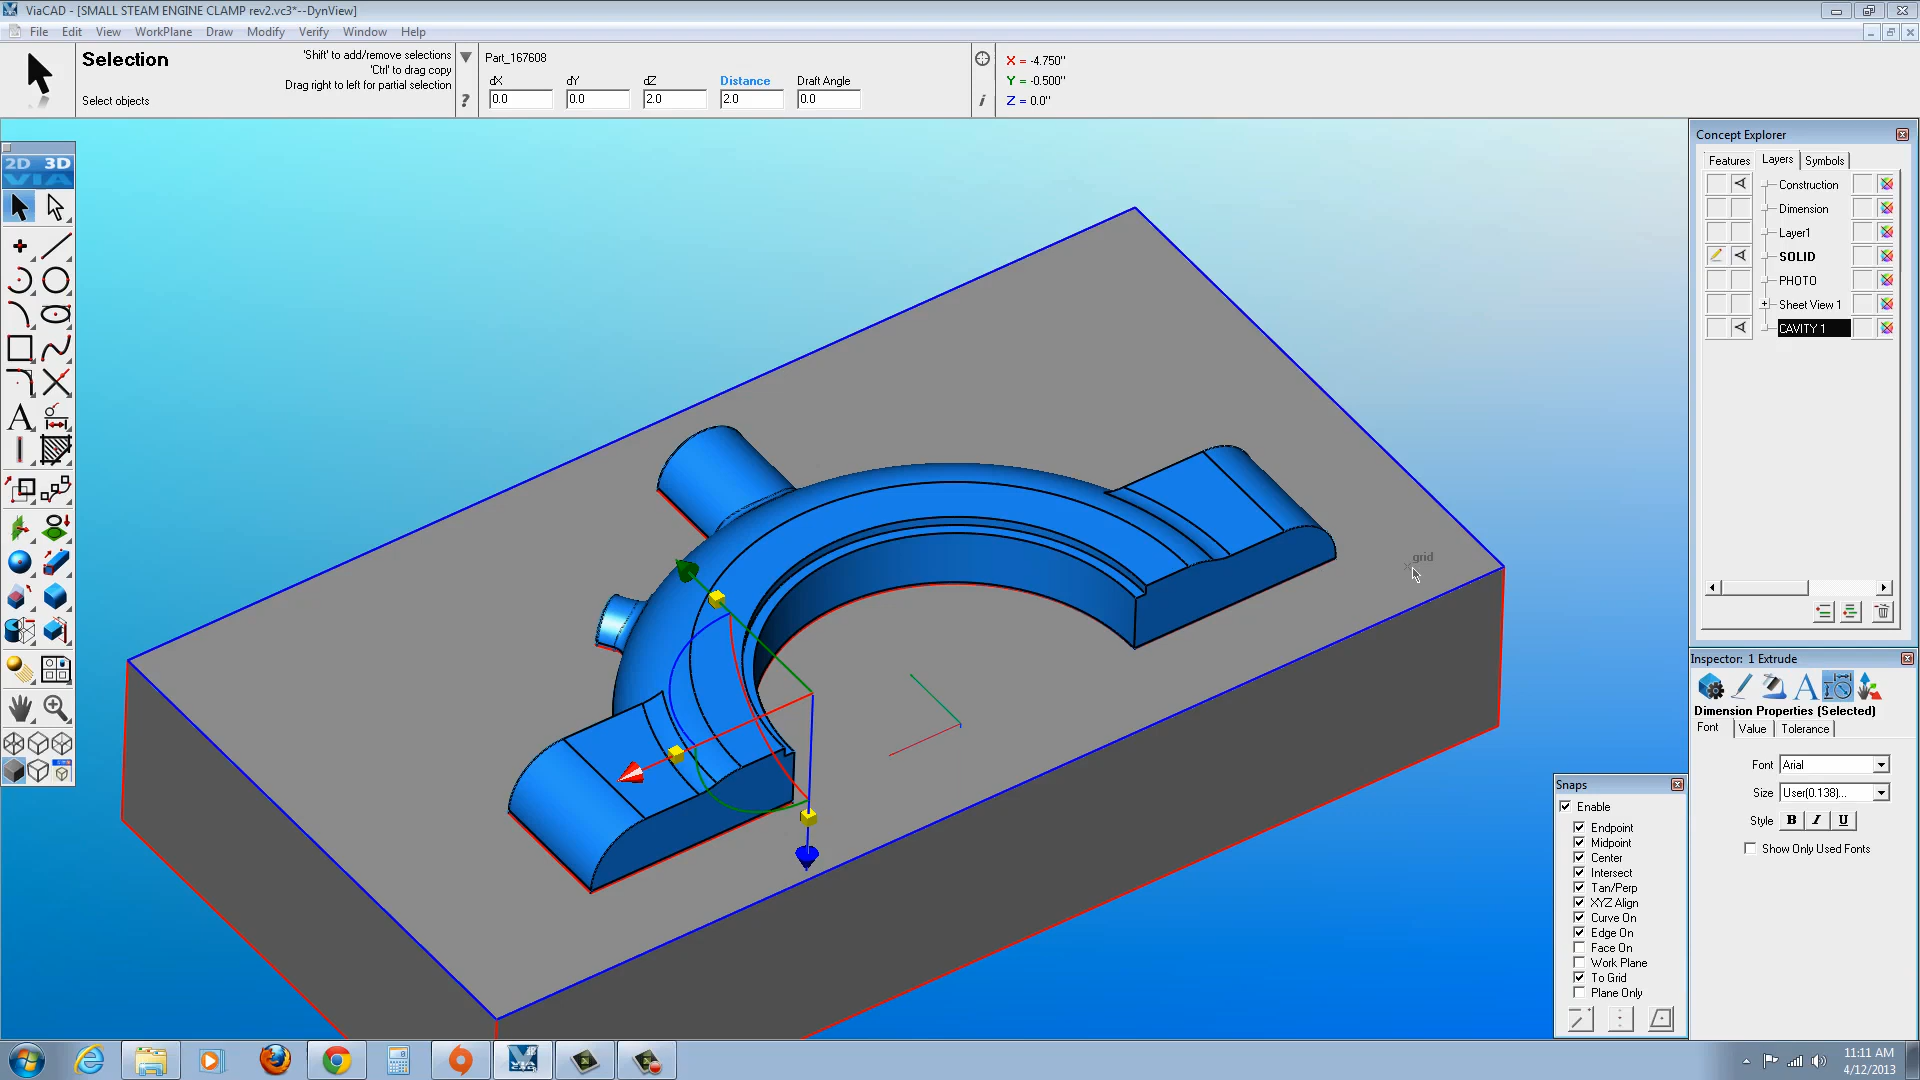 ViaCAD - [SMALL STEAM ENGINE CLAMP rev2.vc3*--DynView]
File Edit View WorkPlane Draw Modify Verify Window Help
Selection
'Shift' to add/remove selections
'Ctrl' to drag copy
Drag right to left for partial selection
Select objects
?
Part_167608
dX dY dZ Distance Draft Angle
0.0 0.0 2.0 2.0 0.0
i
X = -4.750"
Y = -0.500"
Z = 0.0"
2D 3D
VIA
A
grid
Concept Explorer
Features Layers Symbols
Construction
Dimension
Layer1
SOLID
PHOTO
Sheet View 1
CAVITY 1
Inspector: 1 Extrude
Dimension Properties (Selected)
Font Value Tolerance
Font Arial
Size User(0.138)...
Style B I U
Show Only Used Fonts
Snaps
Enable
Endpoint
Midpoint
Center
Intersect
Tan/Perp
XYZ Align
Curve On
Edge On
Face On
Work Plane
To Grid
Plane Only
11:11 AM
4/12/2013